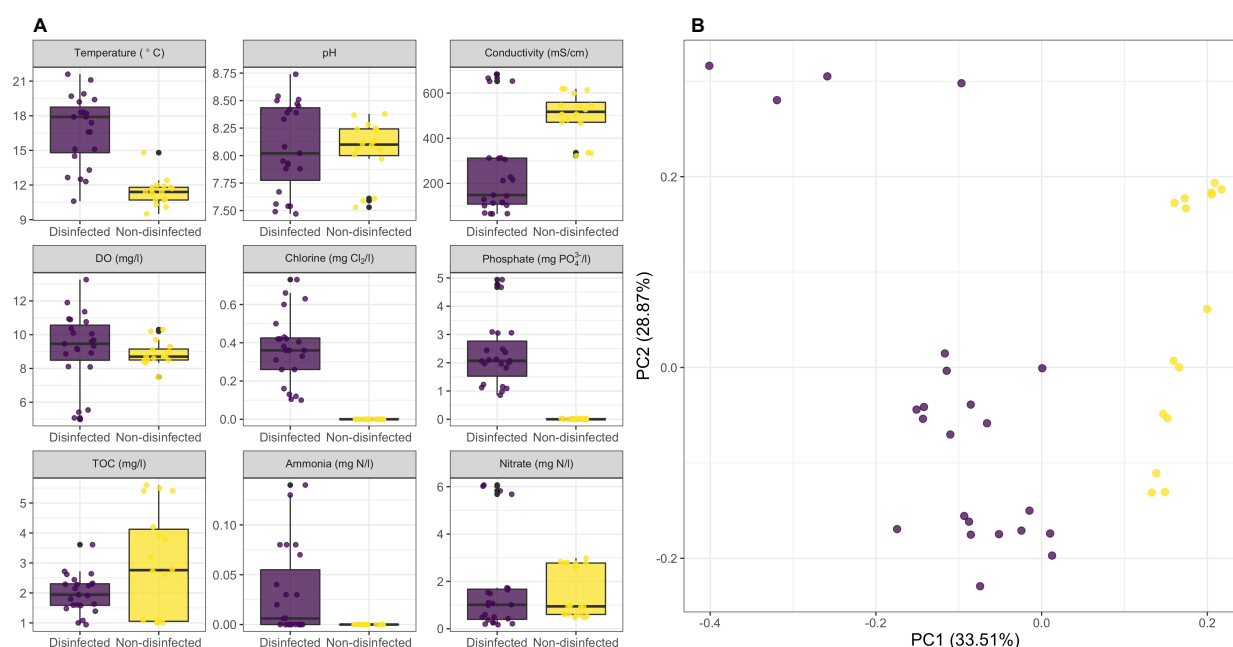 A
B
Temperature ( ° C)
pH
Conductivity (mS/cm)
21
18
15
12
9
8.75
8.50
8.25
8.00
7.75
7.50
600
400
200
Disinfected Non-disinfected
Disinfected Non-disinfected
Disinfected Non-disinfected
DO (mg/l)
Chlorine (mg Cl₂/l)
Phosphate (mg PO₄³⁻/l)
12
10
8
6
0.6
0.4
0.2
0.0
5
4
3
2
1
0
Disinfected Non-disinfected
Disinfected Non-disinfected
Disinfected Non-disinfected
TOC (mg/l)
Ammonia (mg N/l)
Nitrate (mg N/l)
5
4
3
2
1
0.10
0.05
0.00
6
4
2
0
Disinfected Non-disinfected
Disinfected Non-disinfected
Disinfected Non-disinfected
PC2 (28.87%)
0.2
0.0
-0.2
-0.4 -0.2 0.0 0.2
PC1 (33.51%)